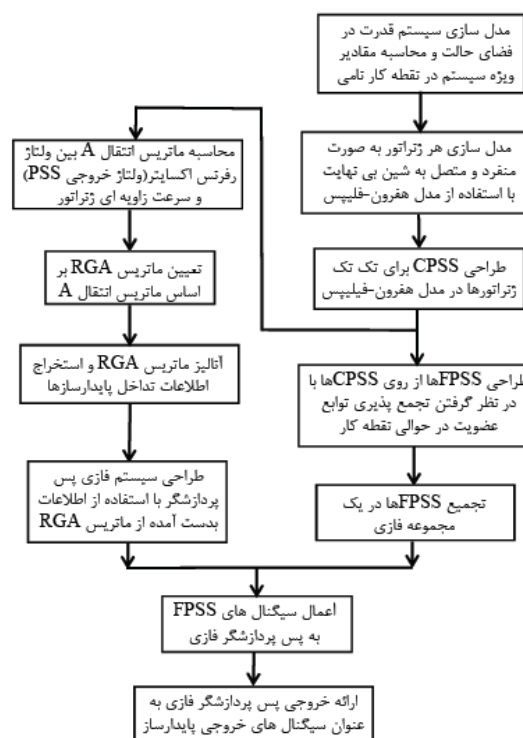 مدل سازی سیستم قدرت در
فضای حالت و محاسبه مقادیر
ویژه سیستم در نقطه کار نامی
مدل سازی هر ژنراتور به صورت
منفرد و متصل به شین بی نهایت
با استفاده از مدل هفرون-فلیپس
طراحی CPSS برای تک تک
ژنراتورها در مدل هفرون-فیلیپس
طراحی FPSSها از روی CPSSها با
در نظر گرفتن تجمع پذیری توابع
عضویت در حوالی نقطه کار
تجمیع FPSSها در یک
مجموعه فازی
محاسبه ماتریس انتقال A بین ولتاژ
رفرنس اکسایتر(ولتاژ خروجی PSS)
و سرعت زاویه ای ژنراتور
تعیین ماتریس RGA بر
اساس ماتریس انتقال A
آنالیز ماتریس RGA و استخراج
اطلاعات تداخل پایدارسازها
طراحی سیستم فازی پس
پردازشگر با استفاده از اطلاعات
بدست آمده از ماتریس RGA
اعمال سیگنال های FPSS
به پس پردازشگر فازی
ارائه خروجی پس پردازشگر فازی به
عنوان سیگنال های خروجی پایدارساز